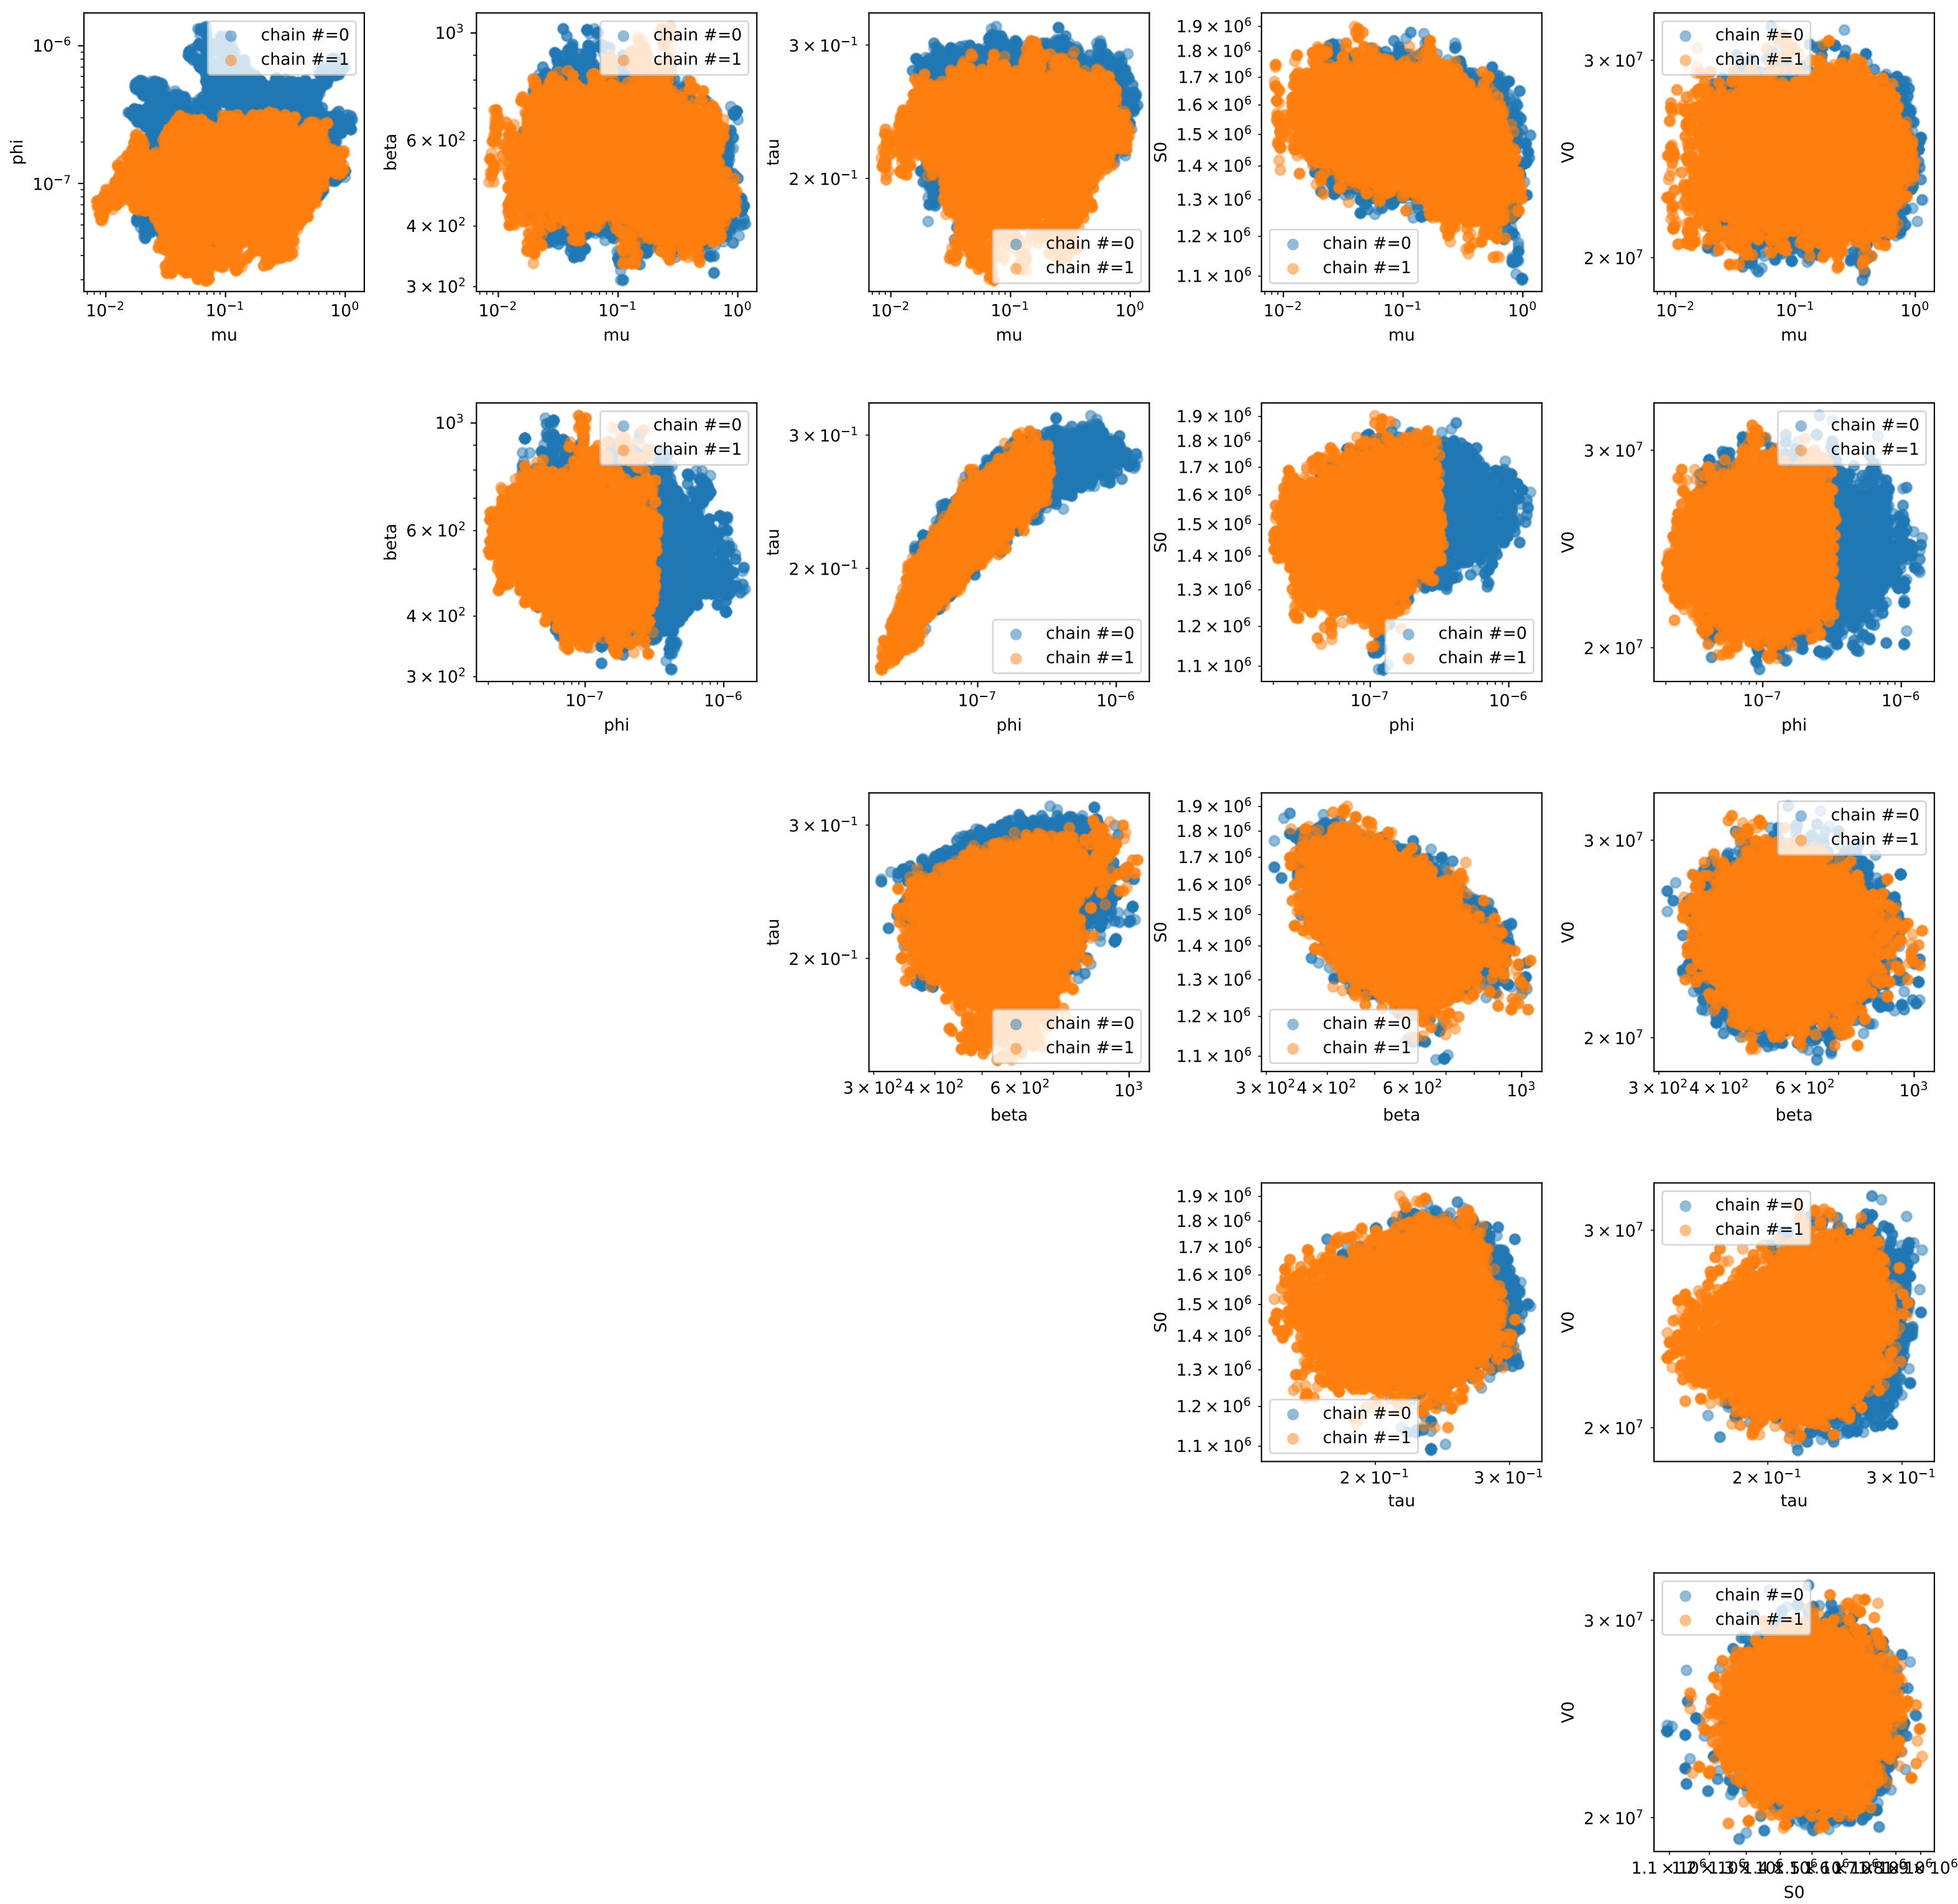 10⁻⁶
10⁻⁷
phi
10⁻² 10⁻¹ 10⁰
mu
chain #=0
chain #=1
10³
6 × 10²
4 × 10²
3 × 10²
beta
10⁻² 10⁻¹ 10⁰
mu
chain #=0
chain #=1
3 × 10⁻¹
2 × 10⁻¹
tau
10⁻² 10⁻¹ 10⁰
mu
chain #=0
chain #=1
1.9 × 10⁶
1.8 × 10⁶
1.7 × 10⁶
1.6 × 10⁶
1.5 × 10⁶
1.4 × 10⁶
1.3 × 10⁶
1.2 × 10⁶
1.1 × 10⁶
S0
10⁻² 10⁻¹ 10⁰
mu
chain #=0
chain #=1
3 × 10⁷
2 × 10⁷
V0
10⁻² 10⁻¹ 10⁰
mu
chain #=0
chain #=1
10³
6 × 10²
4 × 10²
3 × 10²
beta
10⁻⁷ 10⁻⁶
phi
chain #=0
chain #=1
3 × 10⁻¹
2 × 10⁻¹
tau
10⁻⁷ 10⁻⁶
phi
chain #=0
chain #=1
1.9 × 10⁶
1.8 × 10⁶
1.7 × 10⁶
1.6 × 10⁶
1.5 × 10⁶
1.4 × 10⁶
1.3 × 10⁶
1.2 × 10⁶
1.1 × 10⁶
S0
10⁻⁷ 10⁻⁶
phi
chain #=0
chain #=1
3 × 10⁷
2 × 10⁷
V0
10⁻⁷ 10⁻⁶
phi
chain #=0
chain #=1
3 × 10⁻¹
2 × 10⁻¹
tau
3 × 10² 4 × 10² 6 × 10² 10³
beta
chain #=0
chain #=1
1.9 × 10⁶
1.8 × 10⁶
1.7 × 10⁶
1.6 × 10⁶
1.5 × 10⁶
1.4 × 10⁶
1.3 × 10⁶
1.2 × 10⁶
1.1 × 10⁶
S0
3 × 10² 4 × 10² 6 × 10² 10³
beta
chain #=0
chain #=1
3 × 10⁷
2 × 10⁷
V0
3 × 10² 4 × 10² 6 × 10² 10³
beta
chain #=0
chain #=1
1.9 × 10⁶
1.8 × 10⁶
1.7 × 10⁶
1.6 × 10⁶
1.5 × 10⁶
1.4 × 10⁶
1.3 × 10⁶
1.2 × 10⁶
1.1 × 10⁶
S0
2 × 10⁻¹ 3 × 10⁻¹
tau
chain #=0
chain #=1
3 × 10⁷
2 × 10⁷
V0
2 × 10⁻¹ 3 × 10⁻¹
tau
chain #=0
chain #=1
3 × 10⁷
2 × 10⁷
V0
S0
chain #=0
chain #=1